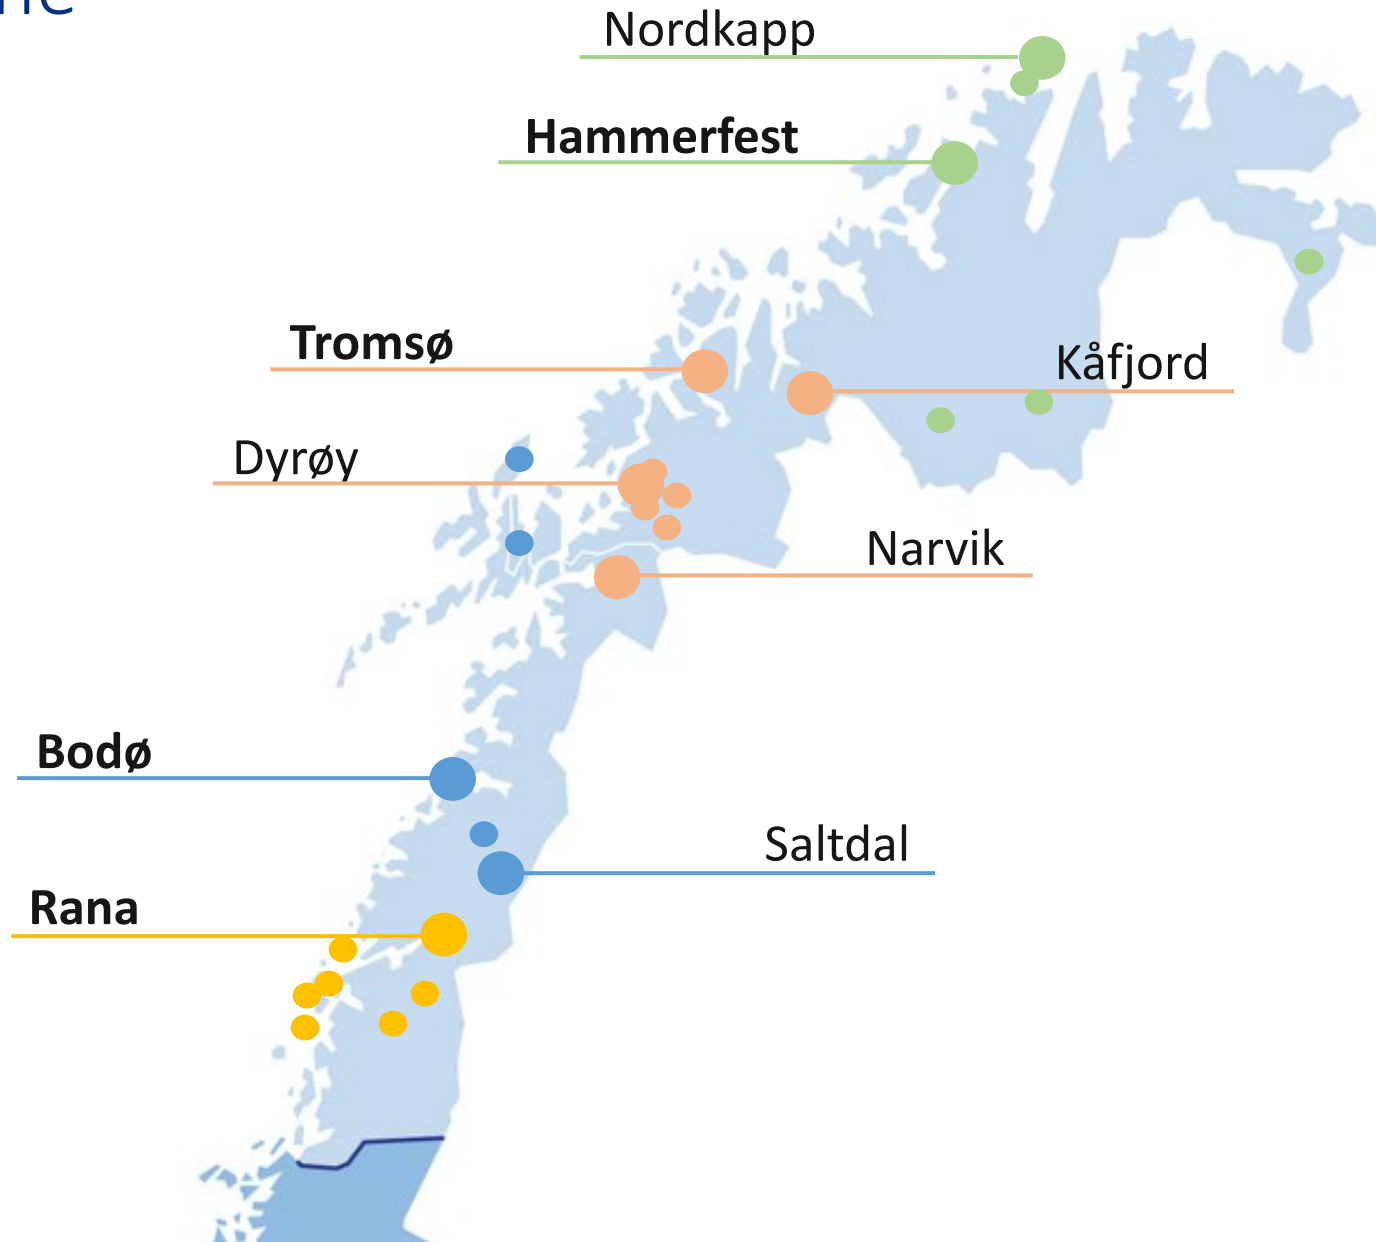 Nordkapp
Hammerfest
Tromsø
Kåfjord
Dyrøy
Narvik
Bodø
Saltdal
Rana